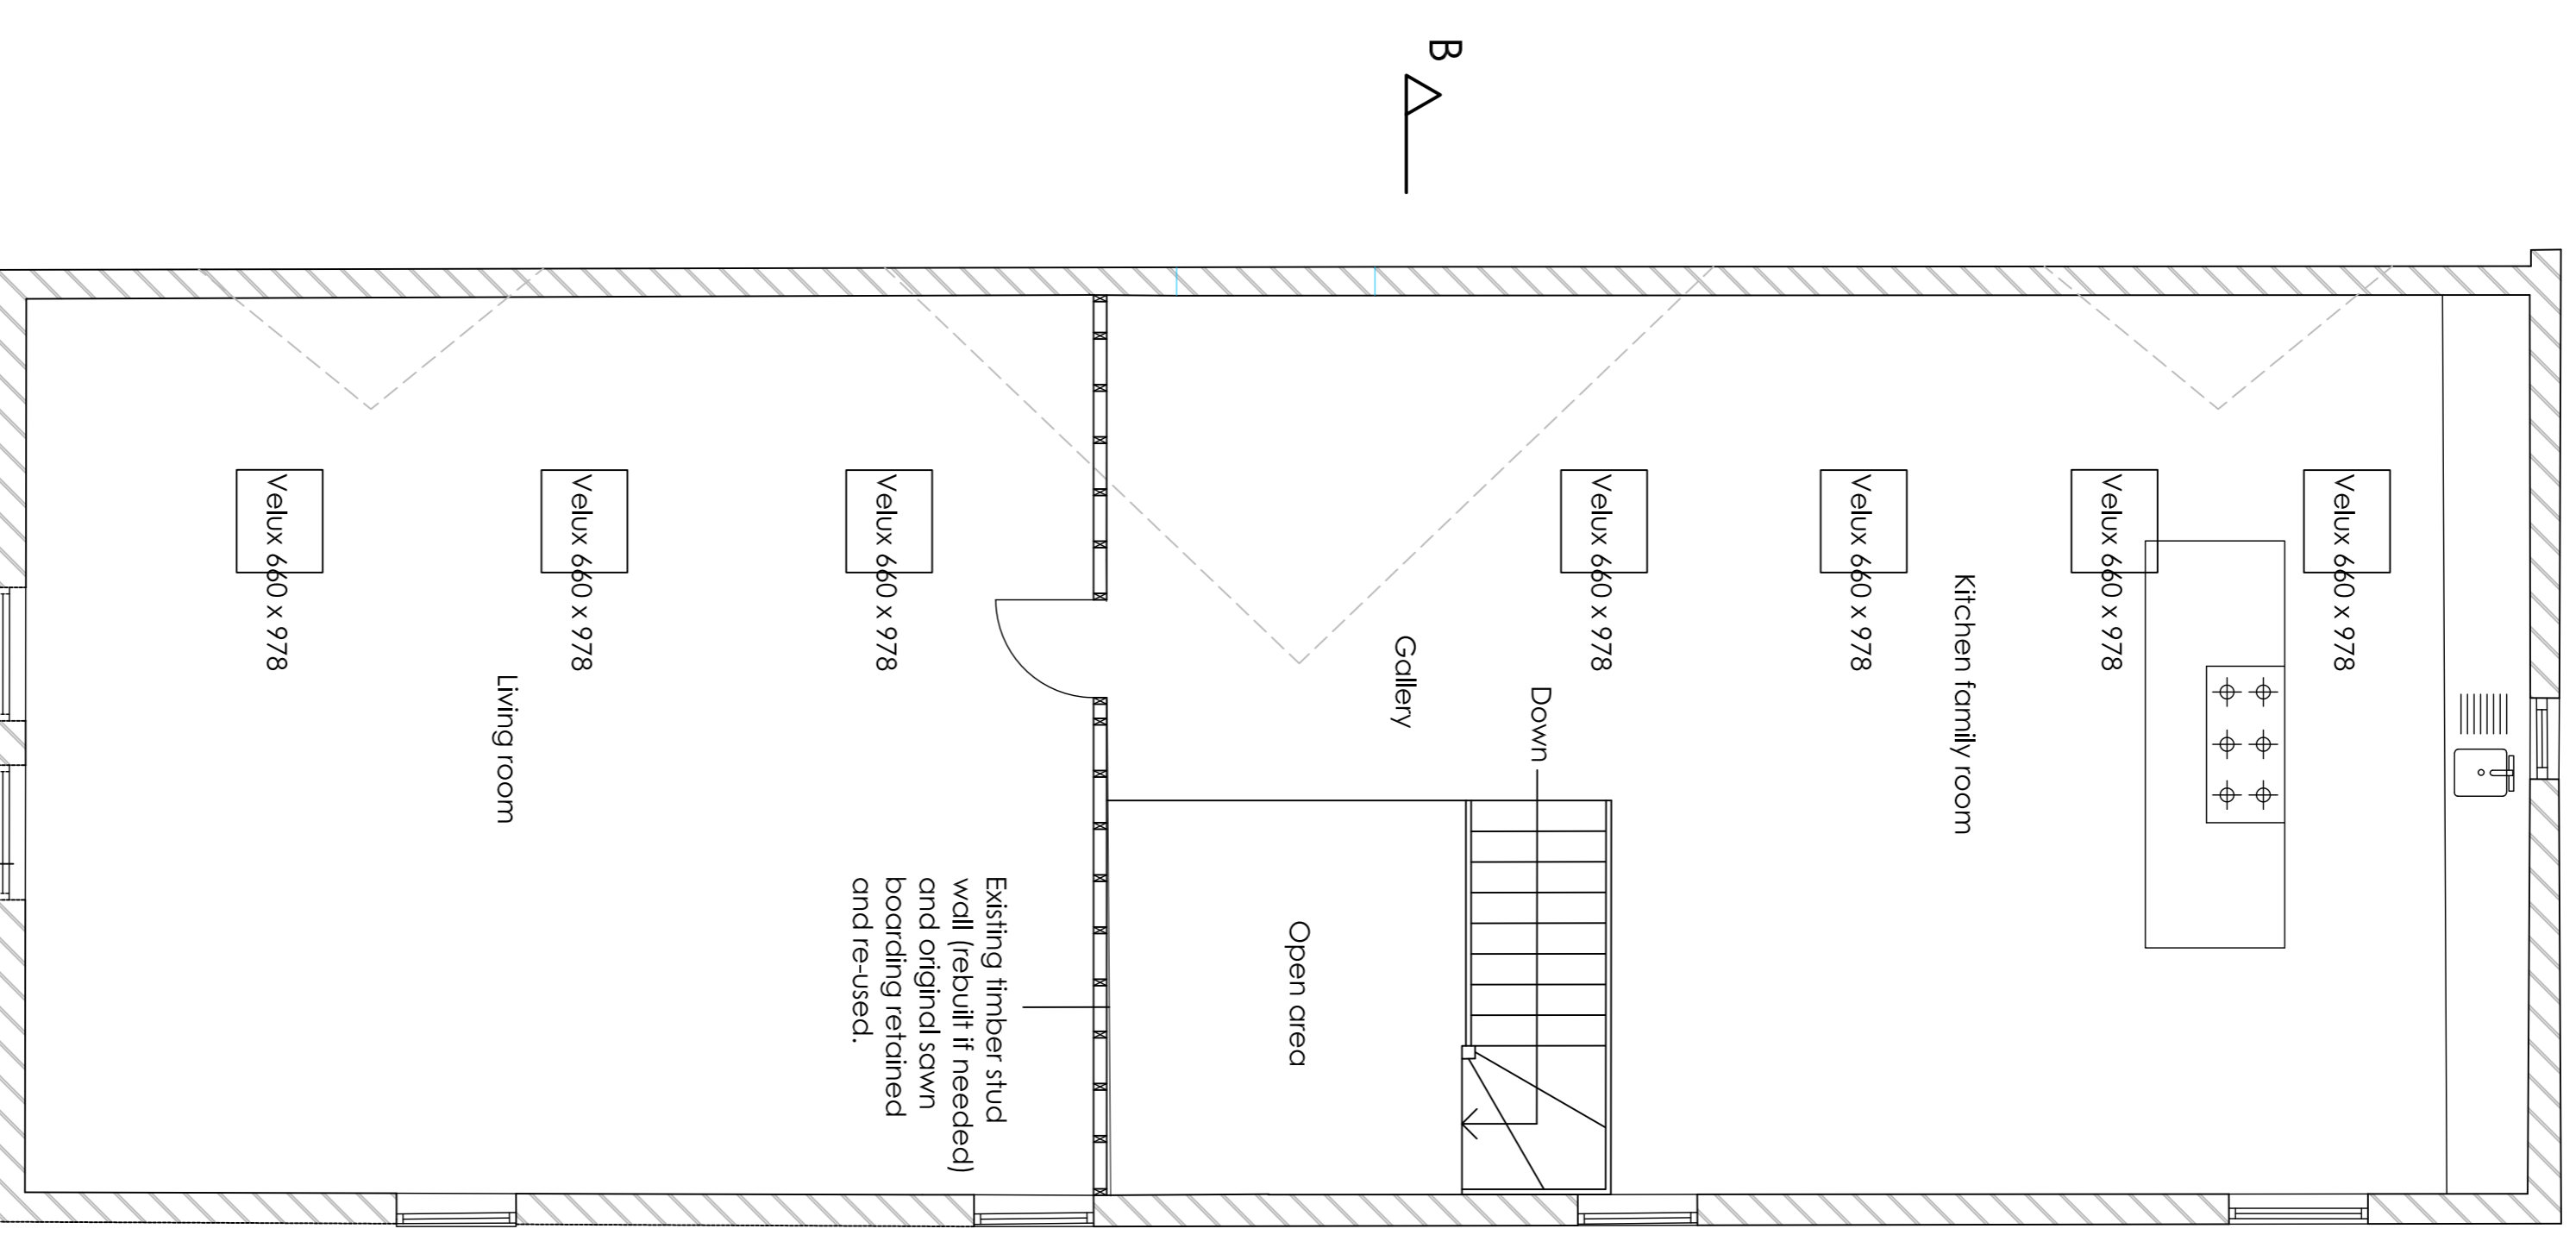 B
Velux 660 x 978
Velux 660 x 978
Velux 660 x 978
Velux 660 x 978
Kitchen family room
Down
Gallery
Open area
Velux 660 x 978
Velux 660 x 978
Velux 660 x 978
Living room
Existing timber stud
wall (rebuilt if needed)
and original sawn
boarding retained
and re-used.